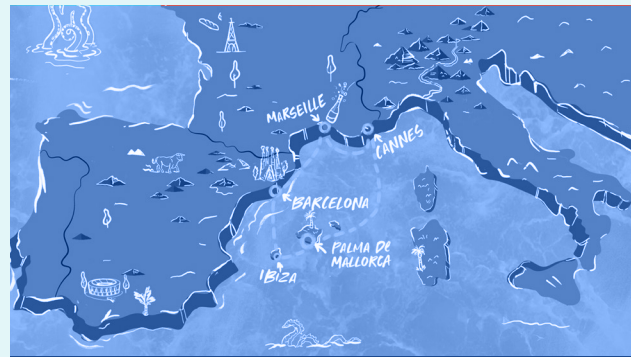 MARSEILLE
CANNES
BARCELONA
PALMA DE
MALLORCA
IBIZA